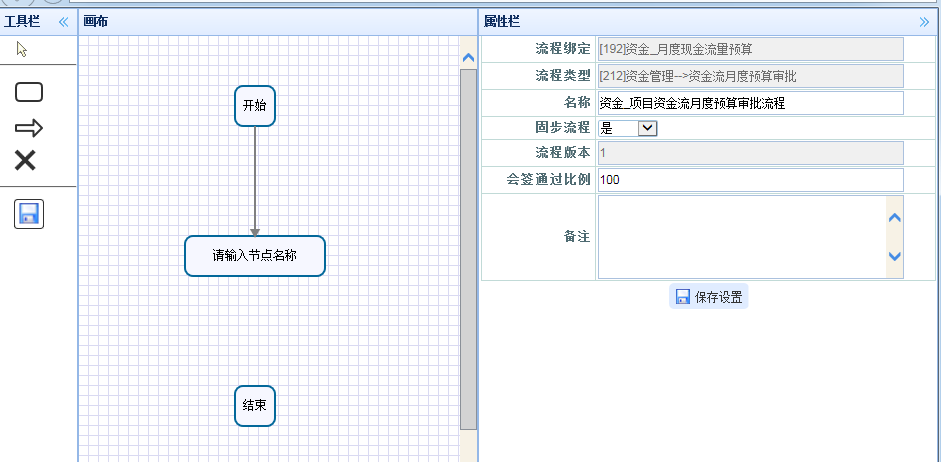 工具栏
画布
开始
请输入节点名称
结束
属性栏
流程绑定 [192]资金_月度现金流量预算
流程类型 [212]资金管理-->资金流月度预算审批
名称 资金_项目资金流月度预算审批流程
固步流程 是
流程版本 1
会签通过比例 100
备注
保存设置